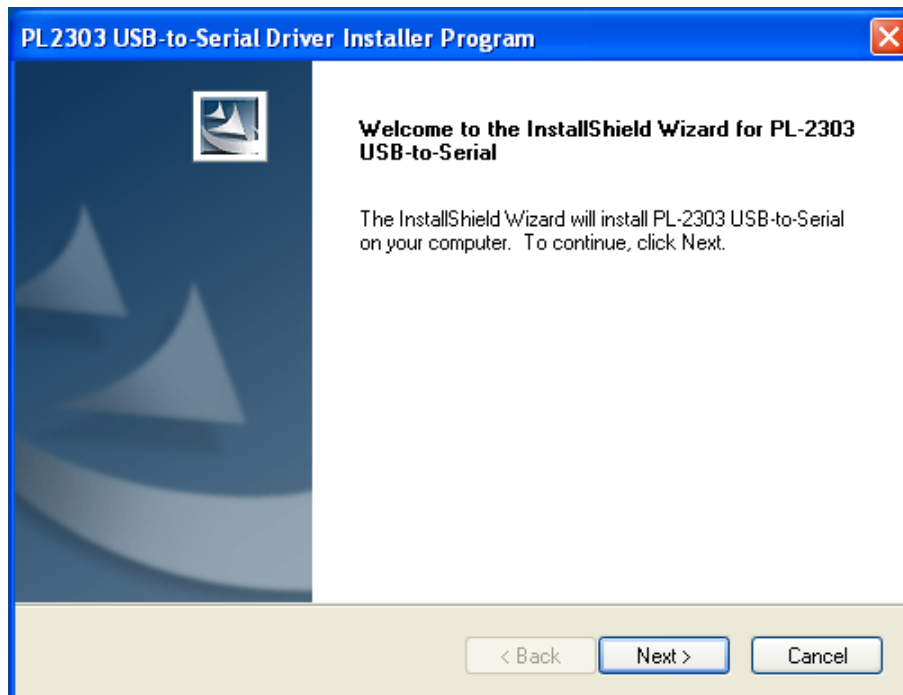 PL2303 USB-to-Serial Driver Installer Program
Welcome to the InstallShield Wizard for PL-2303
USB-to-Serial
The InstallShield Wizard will install PL-2303 USB-to-Serial
on your computer. To continue, click Next.
< Back
Next >
Cancel